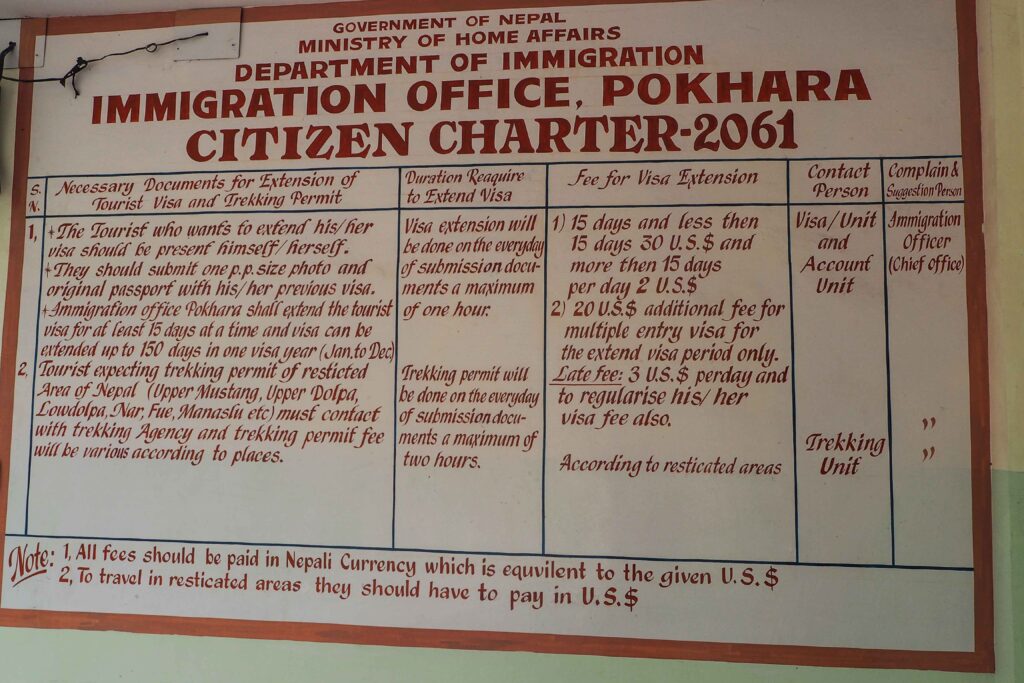 GOVERNMENT OF NEPAL
MINISTRY OF HOME AFFAIRS
DEPARTMENT OF IMMIGRATION
IMMIGRATION OFFICE, POKHARA
CITIZEN CHARTER-2061
S.
N.
Necessary Documents for Extension of
Tourist Visa and Trekking Permit
Duration Reaquire
to Extend Visa
Fee for Visa Extension
Contact
Person
Complain &
Suggestion Person
1,
+The Tourist who wants to extend his/her
visa should be present himself/herself.
+They should submit one p.p. size photo and
original passport with his/her previous visa.
+Immigration office Pokhara shall extend the tourist
visa for at least 15 days at a time and visa can be
extended up to 150 days in one visa year (Jan, to Dec)
Visa extension will
be done on the everyday
of submission docu-
ments a maximum
of one hour.
1) 15 days and less then
15 days 30 U.S.$ and
more then 15 days
per day 2 U.S.$
2) 20 U.S.$ additional fee for
multiple entry visa for
the extend visa period only.
Late fee: 3 U.S.$ perday and
to regularise his/her
visa fee also.
Visa/Unit
and
Account
Unit
Immigration
Officer
(Chief office)
2,
Tourist expecting trekking permit of resticted
Area of Nepal (Upper Mustang, Upper Dolpa,
Lowdolpa, Nar, Fue, Manaslu etc) must contact
with trekking Agency and trekking permit fee
will be various according to places.
Trekking permit will
be done on the everyday
of submission docu-
ments a maximum of
two hours.
According to resticated areas
Trekking
Unit
,,
,,
Note: 1, All fees should be paid in Nepali Currency which is equvilent to the given U.S.$
2, To travel in resticated areas they should have to pay in U.S.$